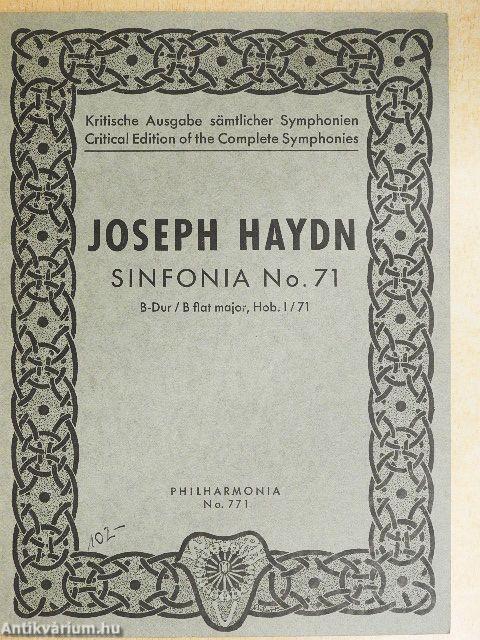 Kritische Ausgabe sämtlicher Symphonien
Critical Edition of the Complete Symphonies
JOSEPH HAYDN
SINFONIA No. 71
B-Dur / B flat major, Hob. I / 71
PHILHARMONIA
No. 771
102-
Antikvárium.hu